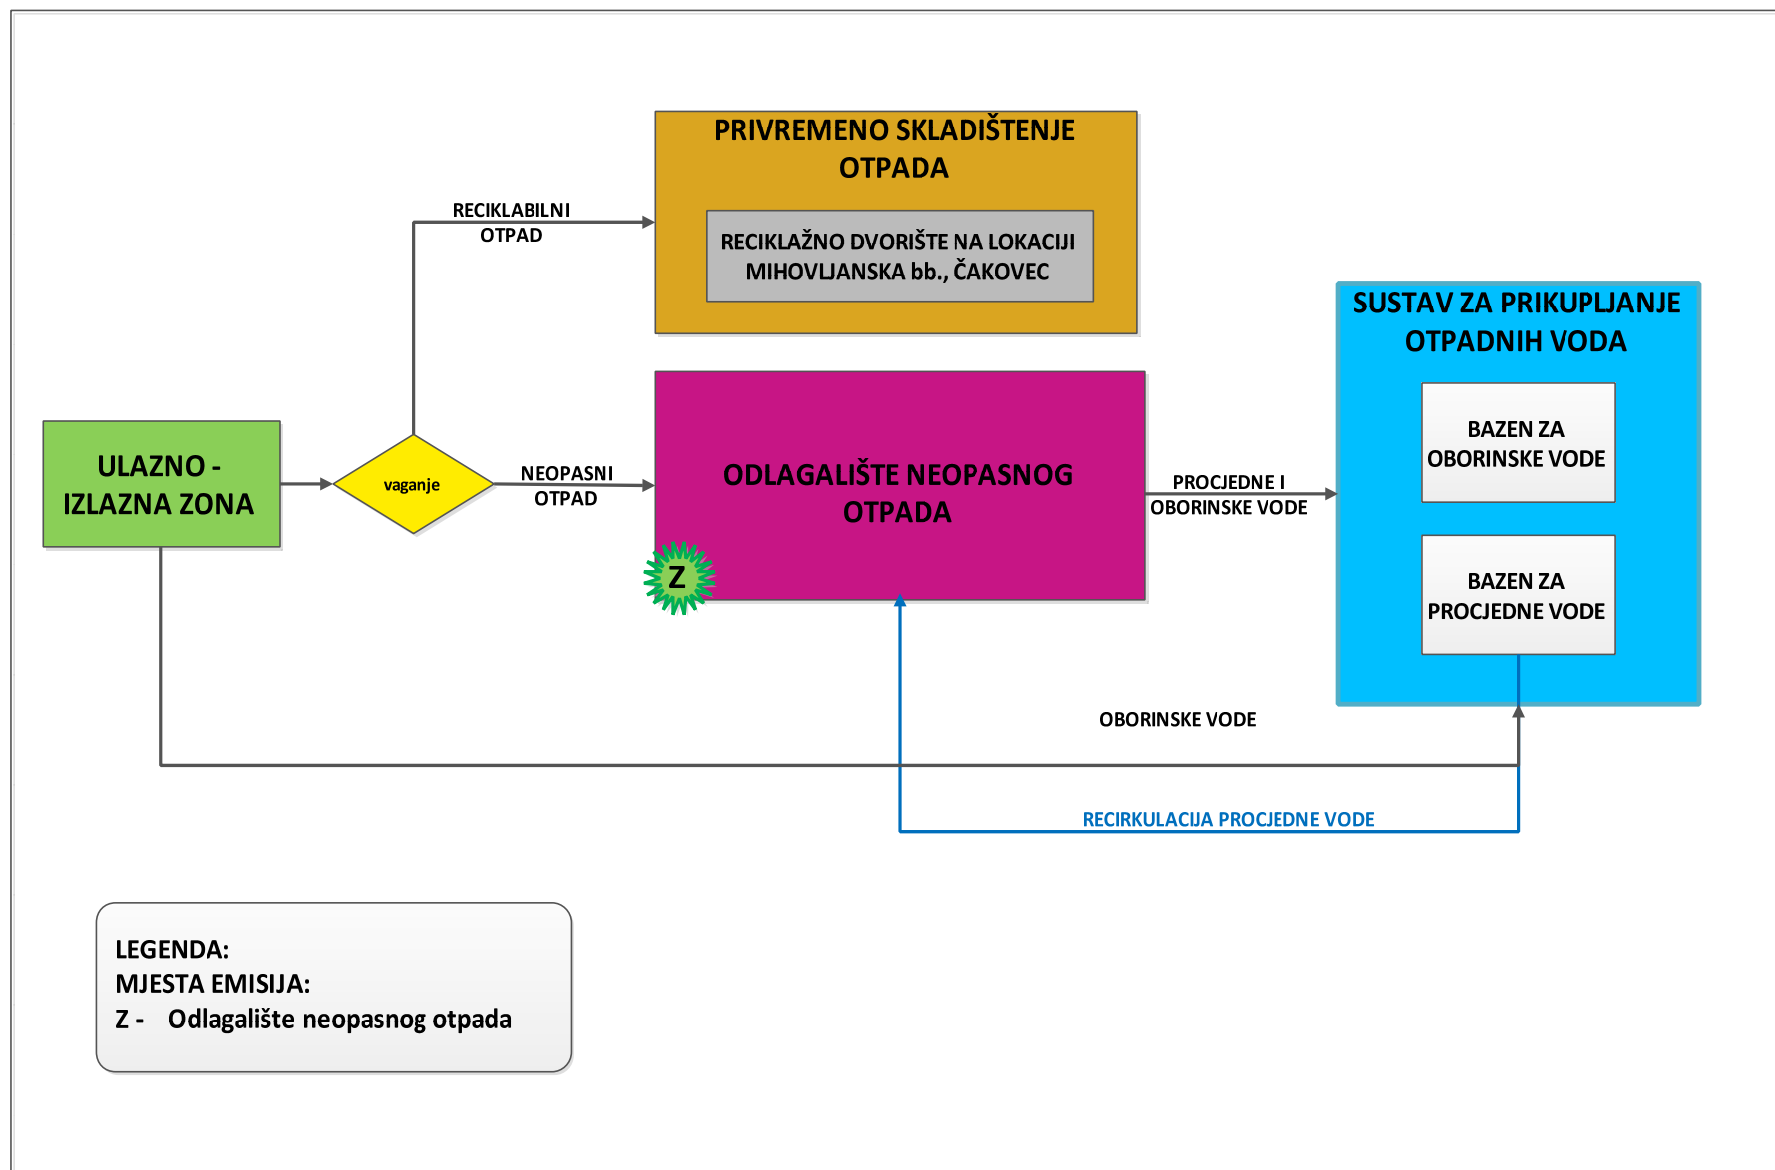 PRIVREMENO SKLADIŠTENJE
OTPADA
RECIKLABILNI
OTPAD
RECIKLAŽNO DVORIŠTE NA LOKACIJI
MIHOVLJANSKA bb., ČAKOVEC
SUSTAV ZA PRIKUPLJANJE
OTPADNIH VODA
BAZEN ZA
OBORINSKE VODE
ULAZNO -
IZLAZNA ZONA
vaganje
NEOPASNI
OTPAD
ODLAGALIŠTE NEOPASNOG
OTPADA
PROCJEDNE I
OBORINSKE VODE
Z
BAZEN ZA
PROCJEDNE VODE
OBORINSKE VODE
RECIRKULACIJA PROCJEDNE VODE
LEGENDA:
MJESTA EMISIJA:
Z - Odlagalište neopasnog otpada